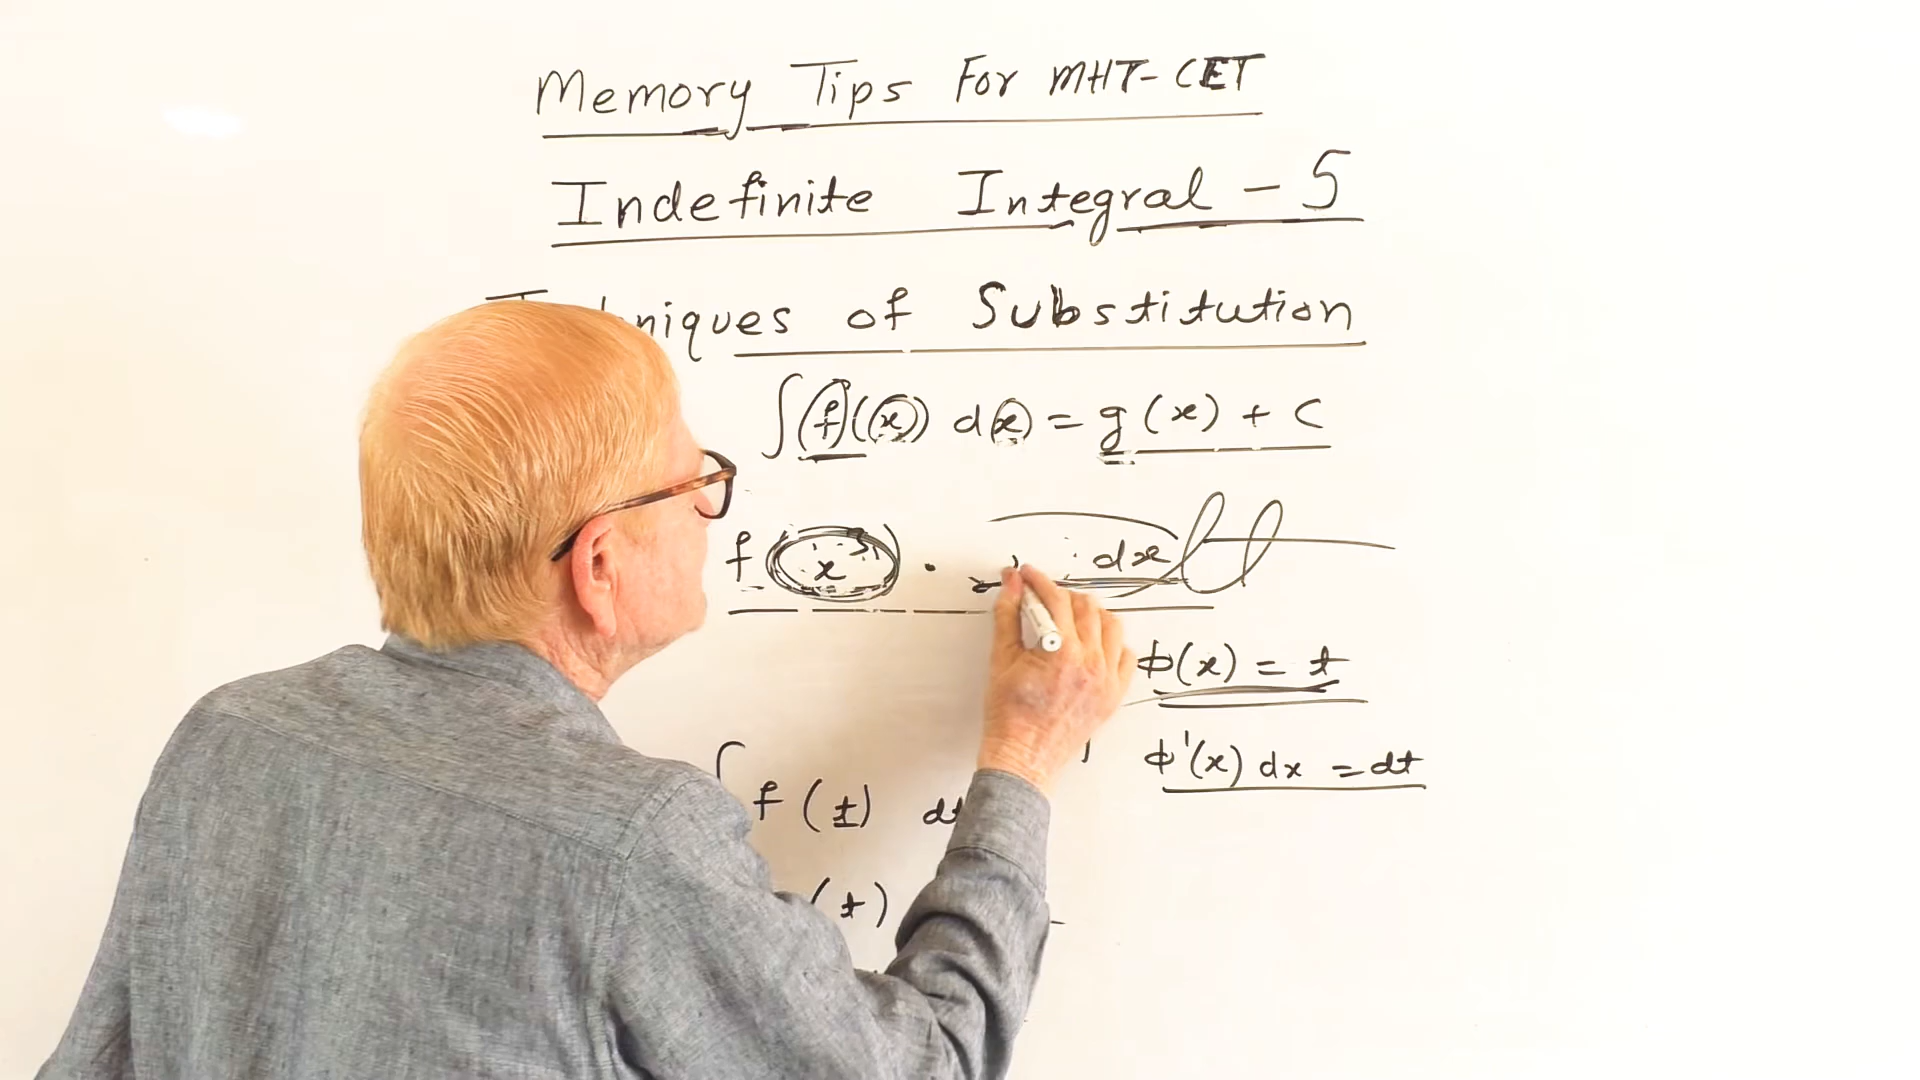 Memory Tips For MHT-CET
Indefinite Integral - 5
niques of Substitution
∫ f (x) dx = g (x) + C
f ( x ) . dx
ϕ(x) = t
ϕ'(x) dx = dt
∫ f (t) dt
(t)